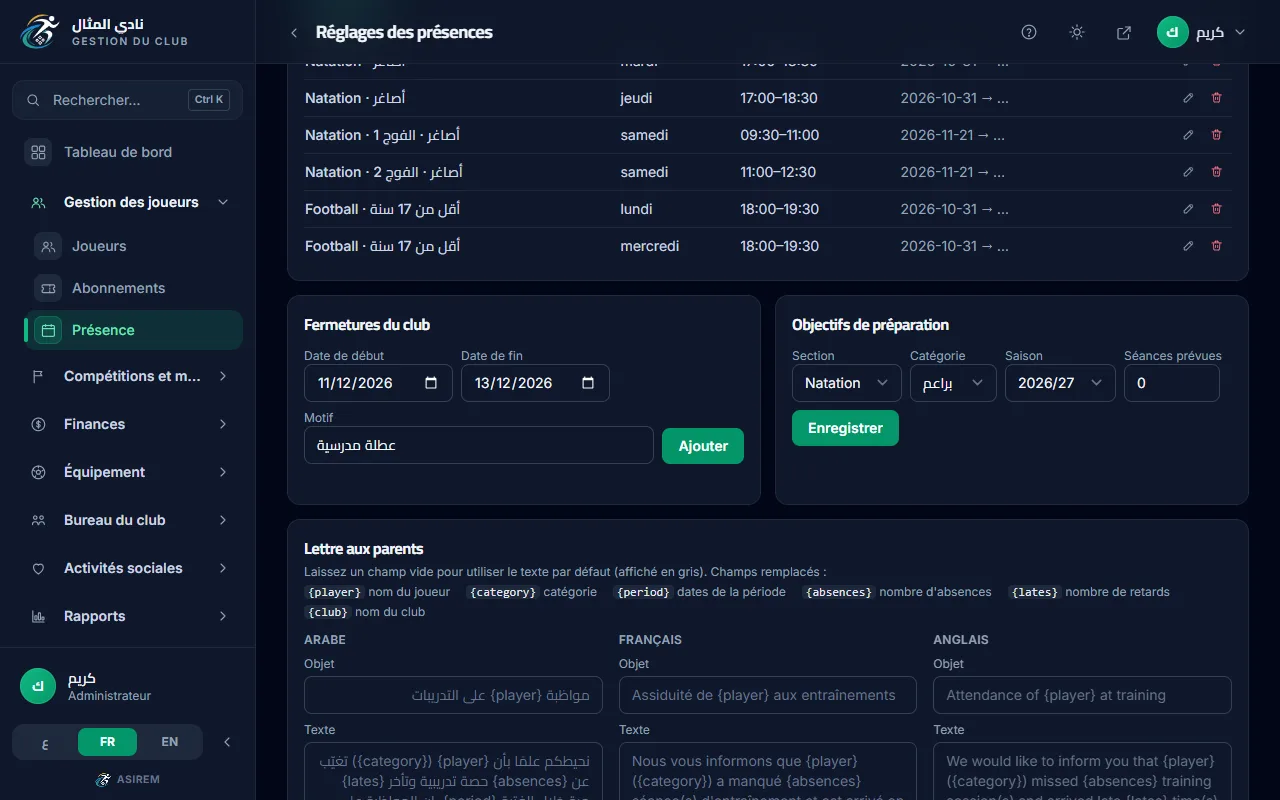 نادي المثال
GESTION DU CLUB
Rechercher...
Ctrl K
Tableau de bord
Gestion des joueurs
Joueurs
Abonnements
Présence
Compétitions et m...
Finances
Équipement
Bureau du club
Activités sociales
Rapports
كريم
Administrateur
ع
FR
EN
ASIREM
Réglages des présences
ك
كريم
Natation · أصاغر jeudi 17:00–18:30 2026-10-31 → ...
Natation · أصاغر · الفوج 1 samedi 09:30–11:00 2026-11-21 → ...
Natation · أصاغر · الفوج 2 samedi 11:00–12:30 2026-11-21 → ...
Football · أقل من 17 سنة lundi 18:00–19:30 2026-10-31 → ...
Football · أقل من 17 سنة mercredi 18:00–19:30 2026-10-31 → ...
Fermetures du club
Date de début
Date de fin
11/12/2026
13/12/2026
Motif
عطلة مدرسية
Ajouter
Objectifs de préparation
Section
Catégorie
Saison
Séances prévues
Natation
براعم
2026/27
0
Enregistrer
Lettre aux parents
Laissez un champ vide pour utiliser le texte par défaut (affiché en gris). Champs remplacés :
{player} nom du joueur {category} catégorie {period} dates de la période {absences} nombre d'absences {lates} nombre de retards
{club} nom du club
ARABE
Objet
مواظبة {player} على التدريبات
Texte
نحيطكم علمًا بأن {player} ({category}) تغيّب
عن {absences} حصة تدريبية وتأخر {lates}
FRANÇAIS
Objet
Assiduité de {player} aux entraînements
Texte
Nous vous informons que {player}
({category}) a manqué {absences}
ANGLAIS
Objet
Attendance of {player} at training
Texte
We would like to inform you that {player}
({category}) missed {absences} training